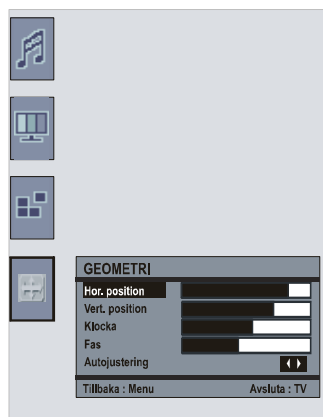 GEOMETRI
Hor. position
Vert. position
Klocka
Fas
Autojustering
Tillbaka : Menu Avsluta : TV